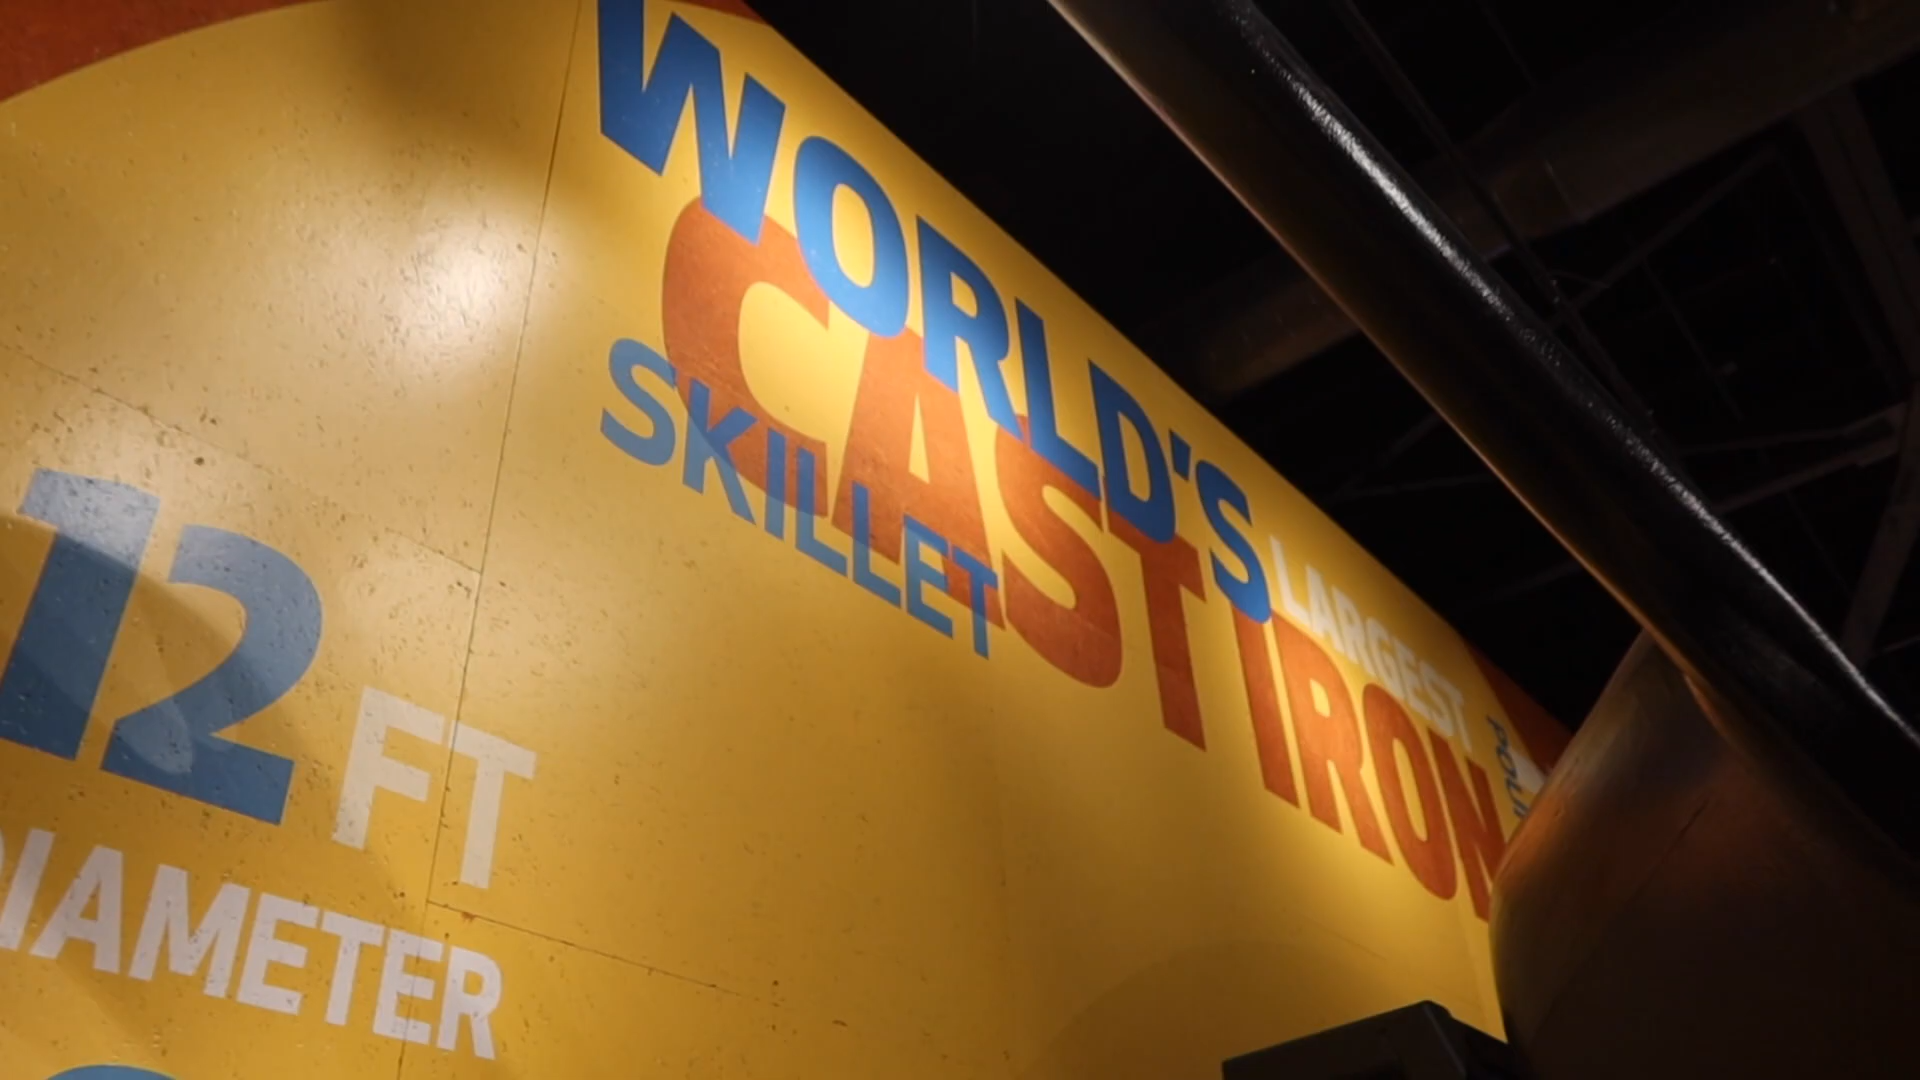 WORLD'S LARGEST
CAST IRON
SKILLET
12 FT
DIAMETER